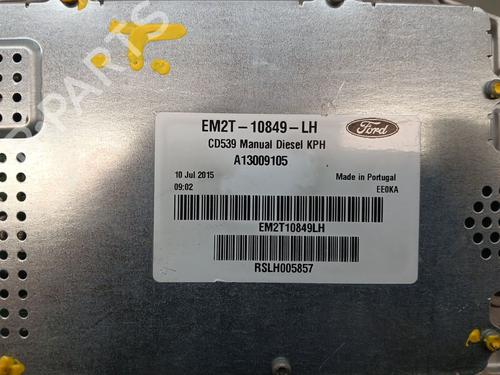 EM2T-10849-LH
Ford
CD539 Manual Diesel KPH
A13009105
10 Jul 2015
Made in Portugal
09:02
EE0KA
EM2T10849LH
RSLH005857